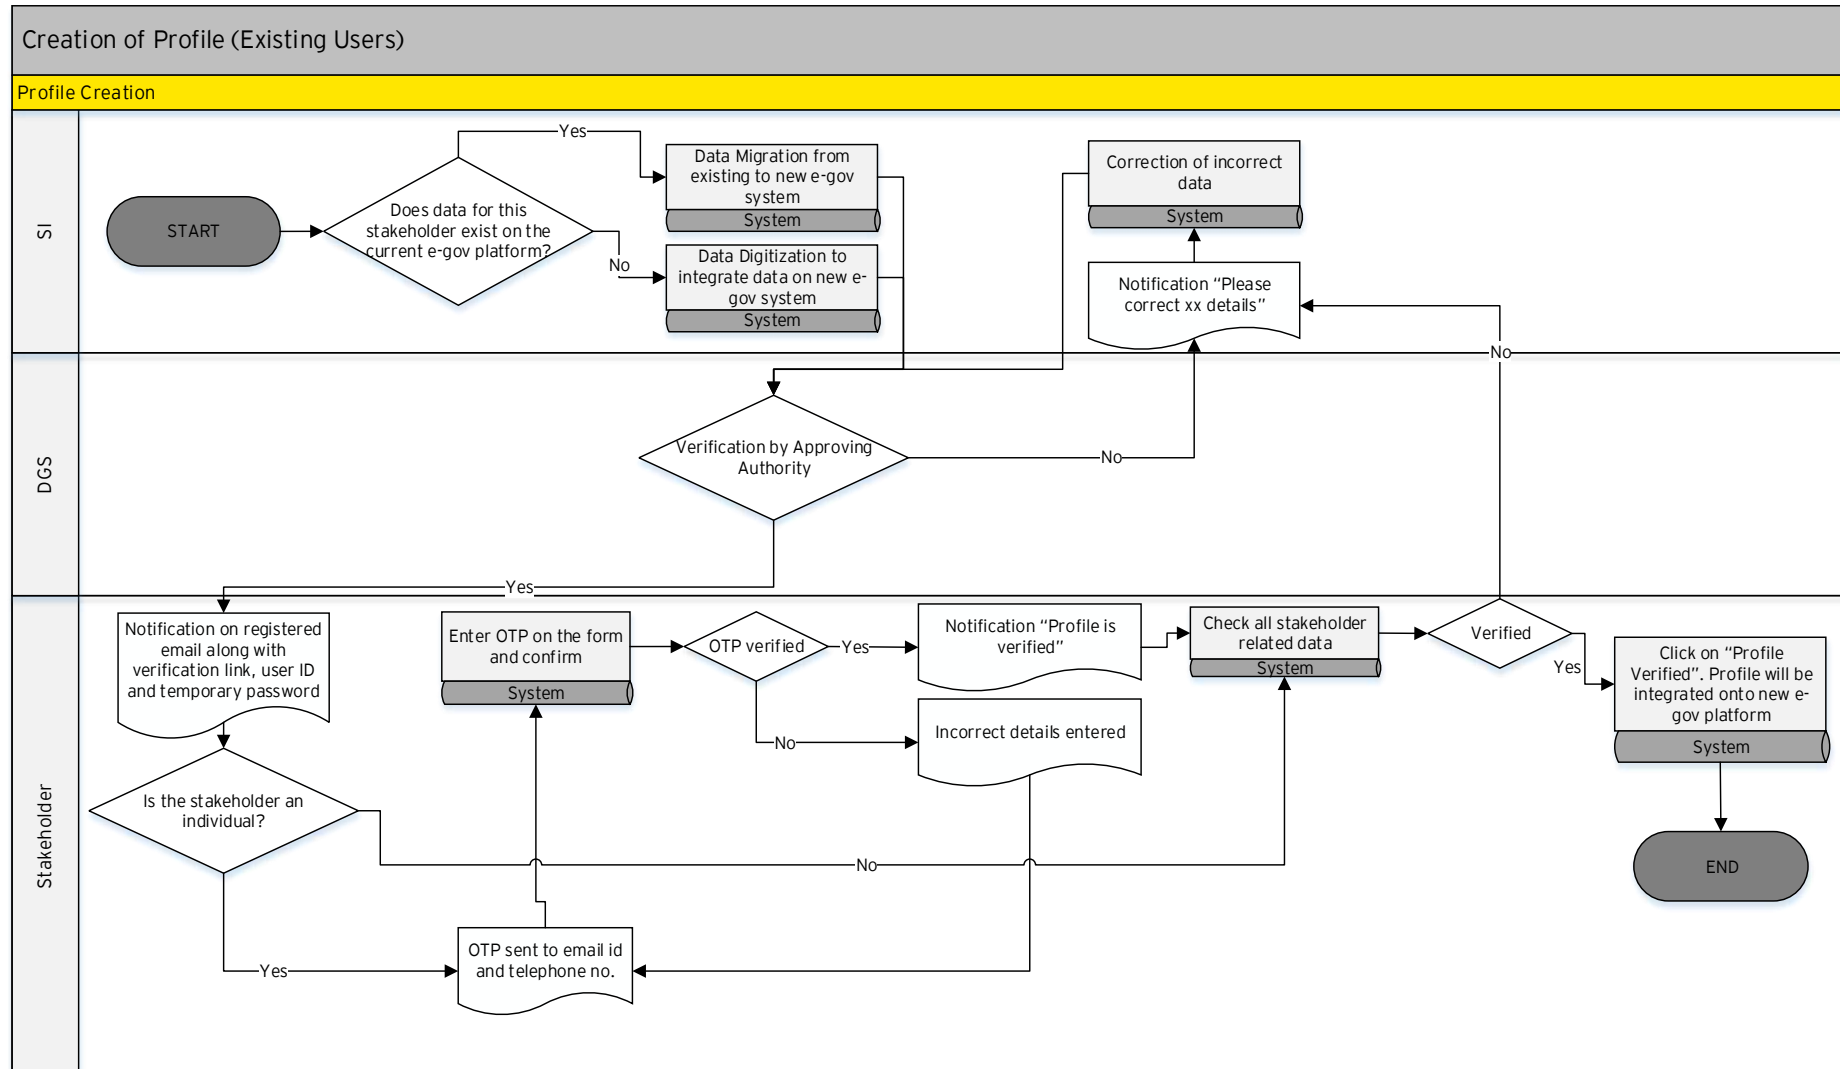 Creation of Profile (Existing Users)
Profile Creation
SI
START
Does data for this
stakeholder exist on the
current e-gov platform?
Yes
No
Data Migration from
existing to new e-gov
system
System
Data Digitization to
integrate data on new e-
gov system
System
Correction of incorrect
data
System
Notification “Please
correct xx details”
No
DGS
Verification by Approving
Authority
No
Yes
Stakeholder
Notification on registered
email along with
verification link, user ID
and temporary password
Is the stakeholder an
individual?
No
Yes
OTP sent to email id
and telephone no.
Enter OTP on the form
and confirm
System
OTP verified
Yes
No
Notification “Profile is
verified”
Incorrect details entered
Check all stakeholder
related data
System
Verified
Yes
Click on “Profile
Verified”. Profile will be
integrated onto new e-
gov platform
System
END